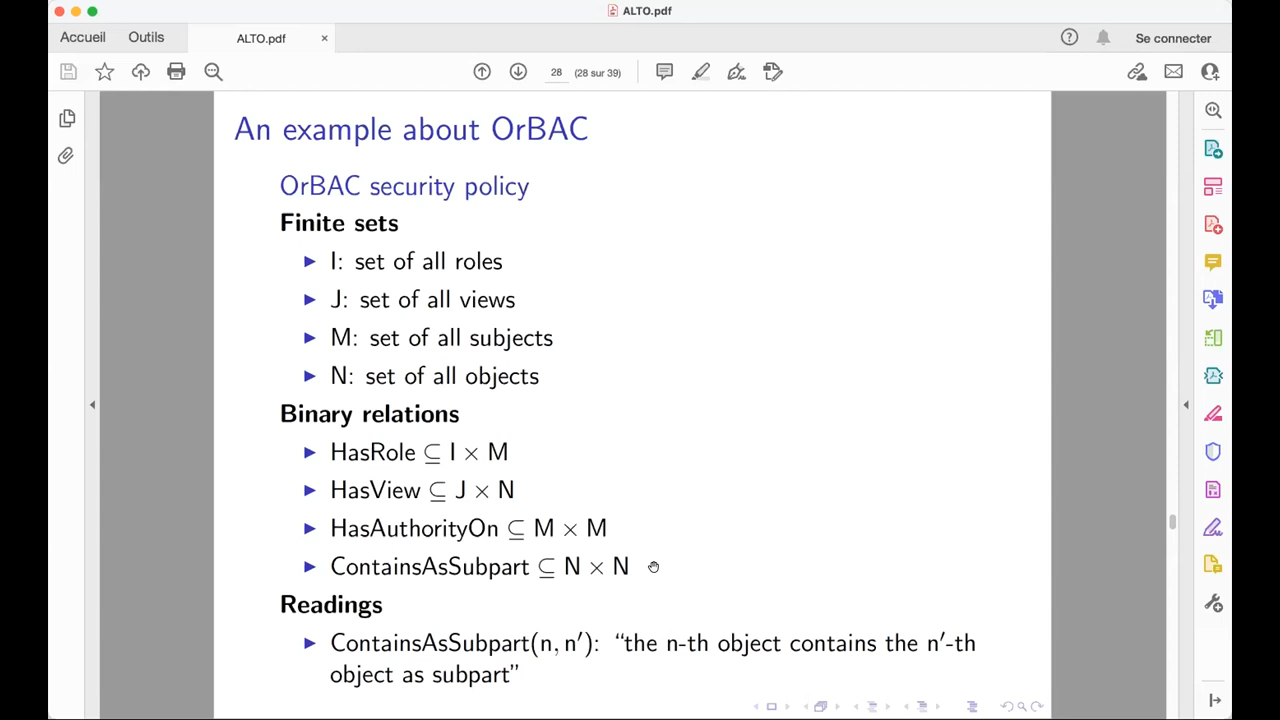 ALTO.pdf
Accueil Outils ALTO.pdf × Se connecter
28 (28 sur 39)
An example about OrBAC
OrBAC security policy
Finite sets
▶ I: set of all roles
▶ J: set of all views
▶ M: set of all subjects
▶ N: set of all objects
Binary relations
▶ HasRole ⊆ I × M
▶ HasView ⊆ J × N
▶ HasAuthorityOn ⊆ M × M
▶ ContainsAsSubpart ⊆ N × N
Readings
▶ ContainsAsSubpart(n, n′): “the n-th object contains the n′-th
object as subpart”